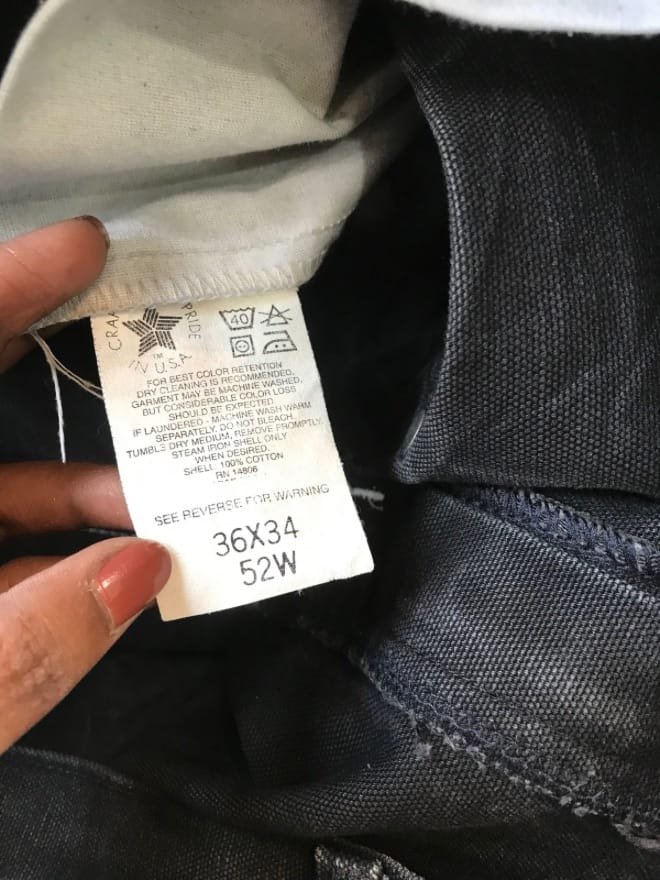 PRIDE
TM
IN U.S.A.
40
FOR BEST COLOR RETENTION
DRY CLEANING IS RECOMMENDED.
GARMENT MAY BE MACHINE WASHED,
BUT CONSIDERABLE COLOR LOSS
SHOULD BE EXPECTED.
IF LAUNDERED - MACHINE WASH WARM
SEPARATELY. DO NOT BLEACH.
TUMBLE DRY MEDIUM, REMOVE PROMPTLY.
STEAM IRON SHELL ONLY
WHEN DESIRED.
SHELL: 100% COTTON
RN 14806
SEE REVERSE FOR WARNING
36X34
52W